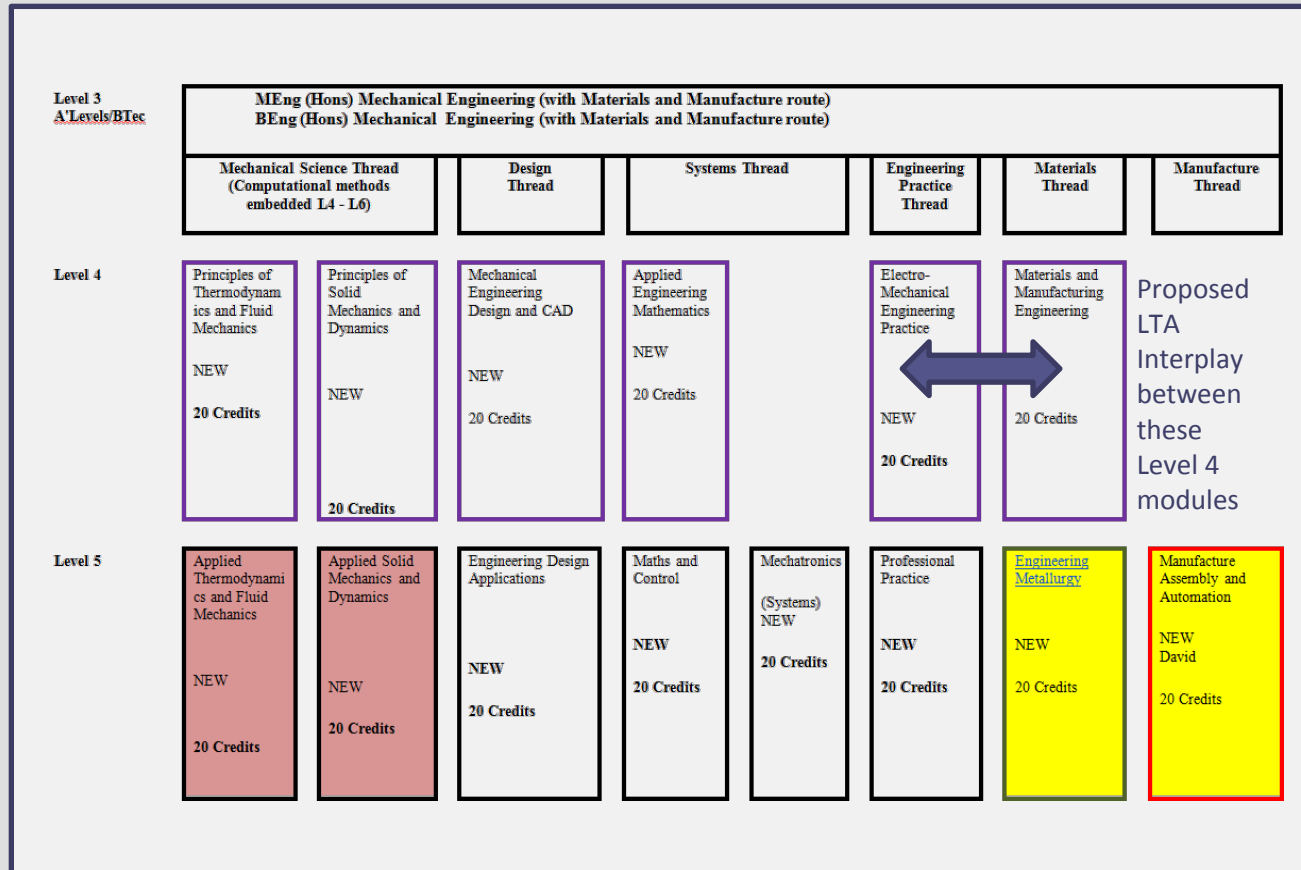 Level 3
A'Levels/BTec
MEng (Hons) Mechanical Engineering (with Materials and Manufacture route)
BEng (Hons) Mechanical Engineering (with Materials and Manufacture route)
Mechanical Science Thread
(Computational methods
embedded L4 - L6)
Design
Thread
Systems Thread
Engineering
Practice
Thread
Materials
Thread
Manufacture
Thread
Level 4
Principles of
Thermodynam
ics and Fluid
Mechanics
NEW
20 Credits
Principles of
Solid
Mechanics and
Dynamics
NEW
20 Credits
Mechanical
Engineering
Design and CAD
NEW
20 Credits
Applied
Engineering
Mathematics
NEW
20 Credits
Electro-
Mechanical
Engineering
Practice
NEW
20 Credits
Materials and
Manufacturing
Engineering
20 Credits
Proposed
LTA
Interplay
between
these
Level 4
modules
Level 5
Applied
Thermodynami
cs and Fluid
Mechanics
NEW
20 Credits
Applied Solid
Mechanics and
Dynamics
NEW
20 Credits
Engineering Design
Applications
NEW
20 Credits
Maths and
Control
NEW
20 Credits
Mechatronics
(Systems)
NEW
20 Credits
Professional
Practice
NEW
20 Credits
Engineering
Metallurgy
NEW
20 Credits
Manufacture
Assembly and
Automation
NEW
David
20 Credits